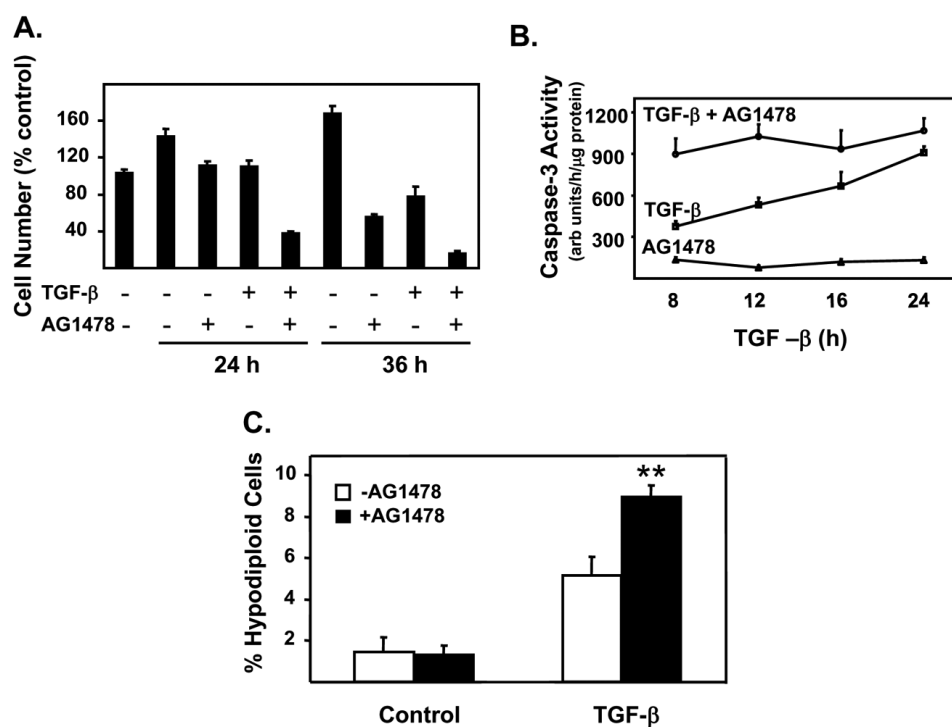 A.
Cell Number (% control)
160
120
80
40
TGF-β - - - + + - - + +
AG1478 - - + - + - + - +
24 h 36 h
B.
Caspase-3 Activity
(arb units/h/µg protein)
1200
900
600
300
TGF-β + AG1478
TGF-β
AG1478
8 12 16 24
TGF –β (h)
C.
% Hypodiploid Cells
10
8
6
4
2
-AG1478
+AG1478
**
Control TGF-β